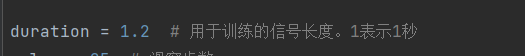 duration = 1.2  # 用于训练的信号长度。1表示1秒